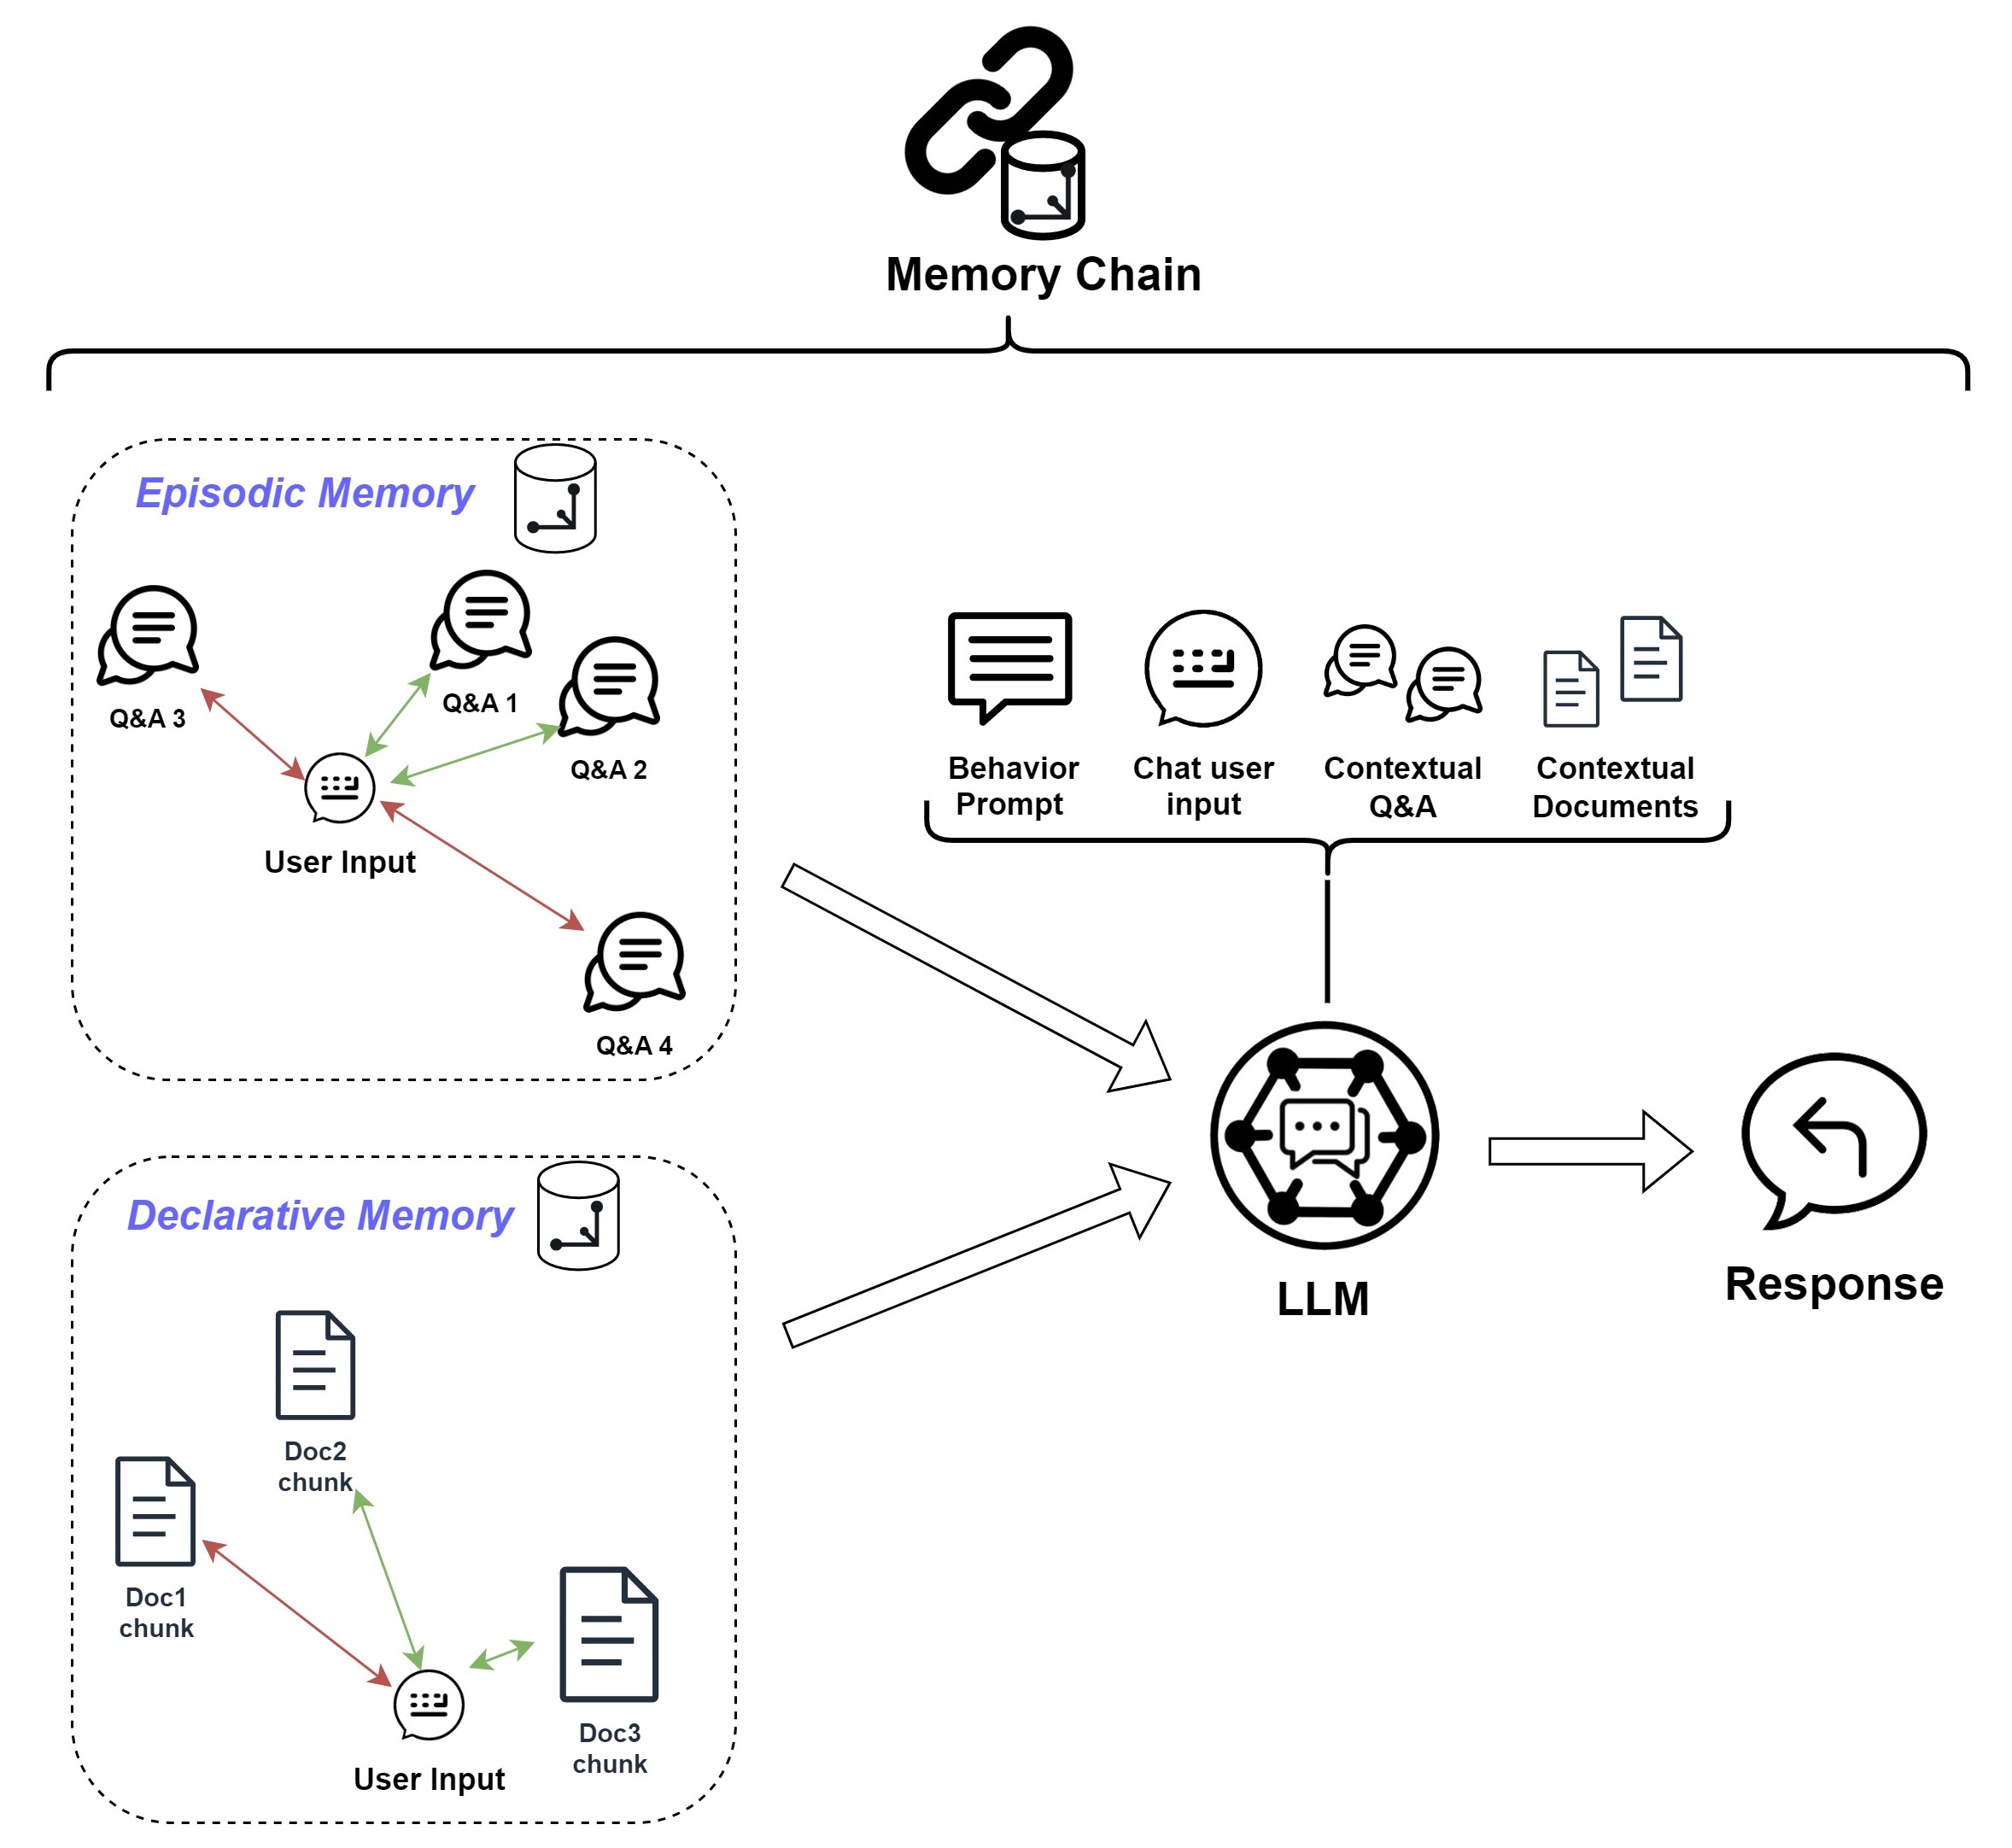 Memory Chain
Episodic Memory
Q&A 3
Q&A 1
Q&A 2
User Input
Q&A 4
Behavior
Prompt
Chat user
input
Contextual
Q&A
Contextual
Documents
LLM
Response
Declarative Memory
Doc2
chunk
Doc1
chunk
Doc3
chunk
User Input